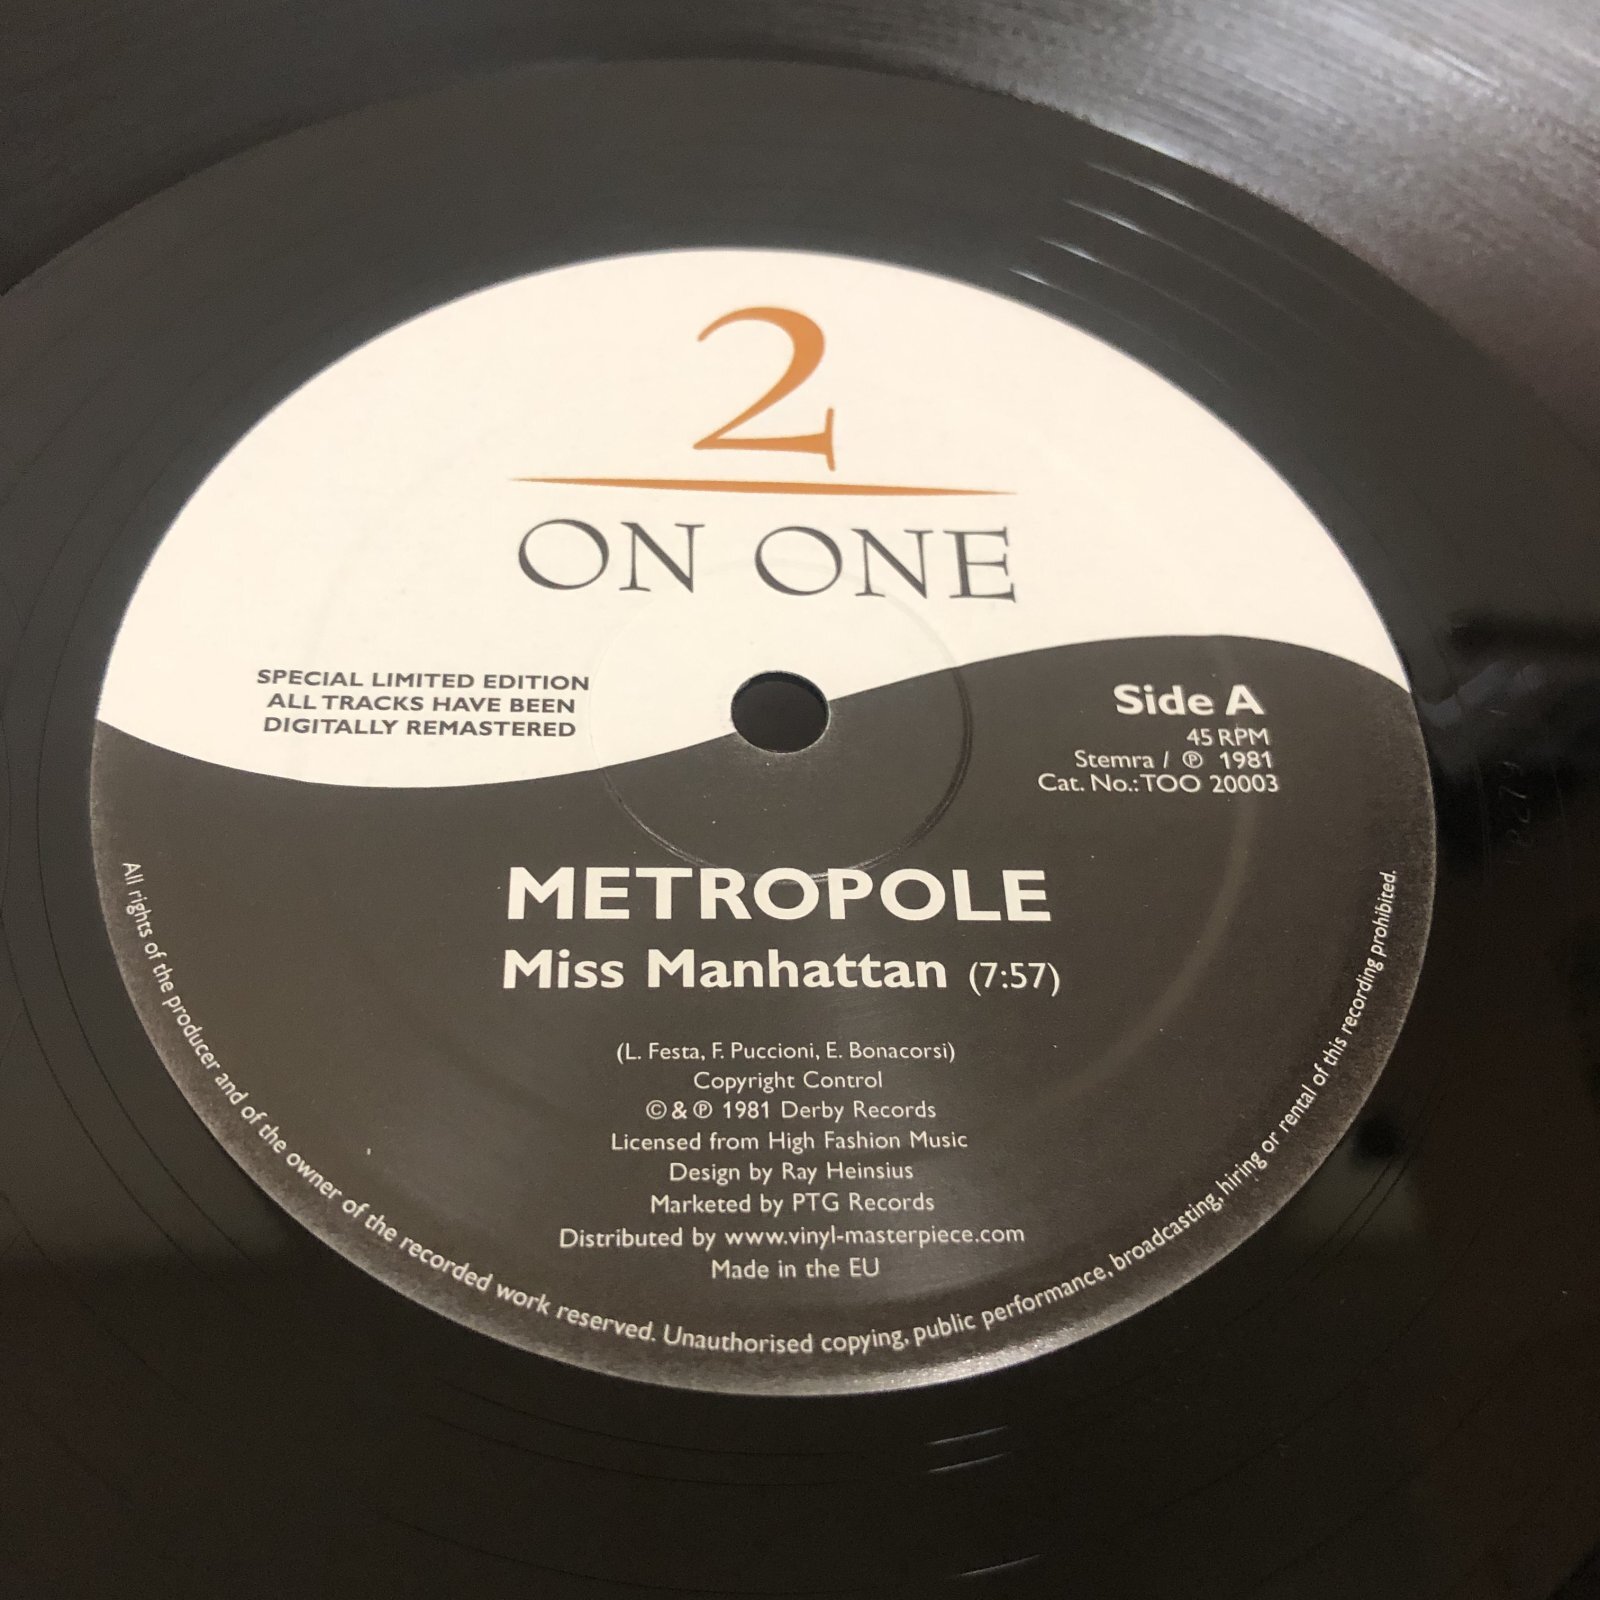 2
ON ONE
SPECIAL LIMITED EDITION
ALL TRACKS HAVE BEEN
DIGITALLY REMASTERED
Side A
45 RPM
Stemra / ℗ 1981
Cat. No.: TOO 20003
METROPOLE
Miss Manhattan (7:57)
(L. Festa, F. Puccioni, E. Bonacorsi)
Copyright Control
© & ℗ 1981 Derby Records
Licensed from High Fashion Music
Design by Ray Heinsius
Marketed by PTG Records
Distributed by www.vinyl-masterpiece.com
Made in the EU
All rights of the producer and of the owner of the recorded work reserved. Unauthorised copying, public performance, broadcasting, hiring or rental of this recording prohibited.